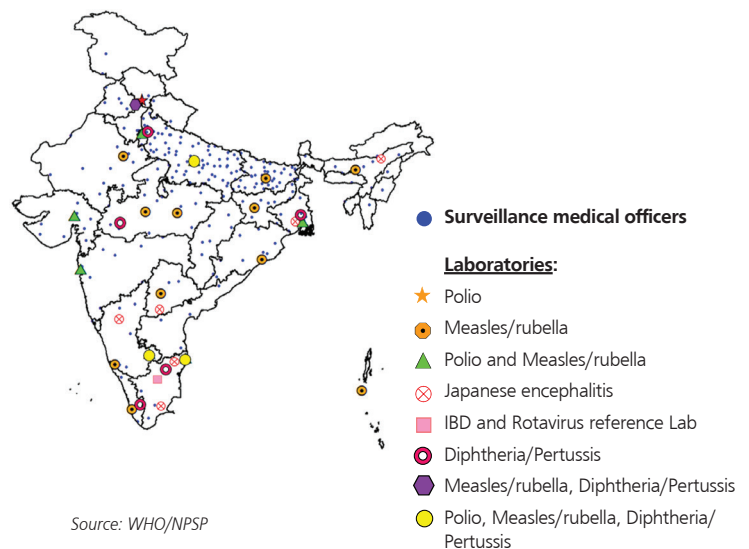 Surveillance medical officers
Laboratories:
Polio
Measles/rubella
Polio and Measles/rubella
Japanese encephalitis
IBD and Rotavirus reference Lab
Diphtheria/Pertussis
Measles/rubella, Diphtheria/Pertussis
Polio, Measles/rubella, Diphtheria/
Pertussis
Source: WHO/NPSP